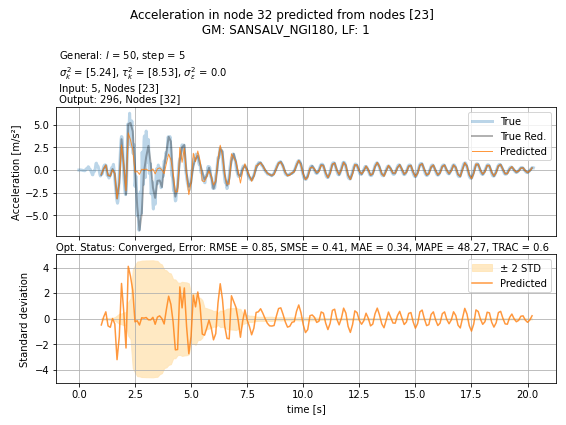 Acceleration in node 32 predicted from nodes [23]
GM: SANSALV_NGI180, LF: 1
General: l = 50, step = 5
σ²ₖ = [5.24], τ²ₖ = [8.53], σ²ₑ = 0.0
Input: 5, Nodes [23]
Output: 296, Nodes [32]
Acceleration [m/s²]
5.0
2.5
0.0
−2.5
−5.0
True
True Red.
Predicted
Opt. Status: Converged, Error: RMSE = 0.85, SMSE = 0.41, MAE = 0.34, MAPE = 48.27, TRAC = 0.6
Standard deviation
4
2
0
−2
−4
± 2 STD
Predicted
0.0 2.5 5.0 7.5 10.0 12.5 15.0 17.5 20.0
time [s]